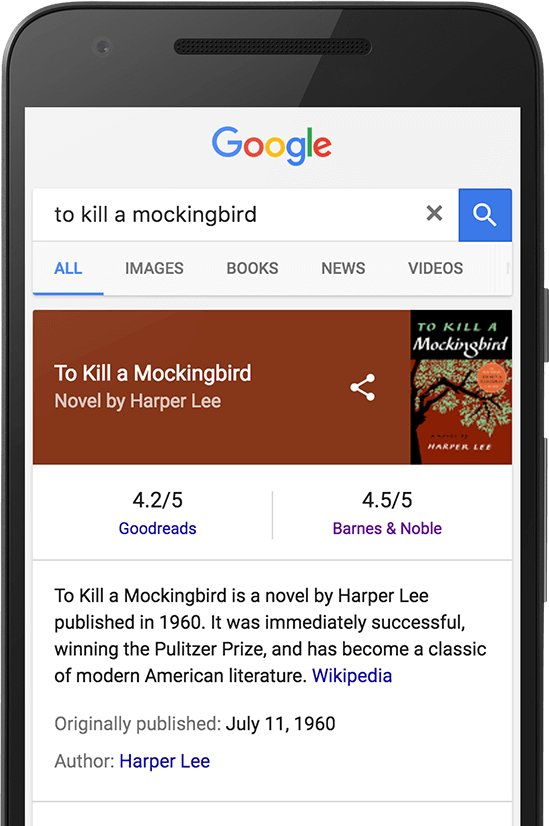 Google
to kill a mockingbird
ALL IMAGES BOOKS NEWS VIDEOS
To Kill a Mockingbird
Novel by Harper Lee
TO KILL A
Mockingbird
HARPER LEE
4.2/5 4.5/5
Goodreads Barnes & Noble
To Kill a Mockingbird is a novel by Harper Lee
published in 1960. It was immediately successful,
winning the Pulitzer Prize, and has become a classic
of modern American literature. Wikipedia
Originally published: July 11, 1960
Author: Harper Lee